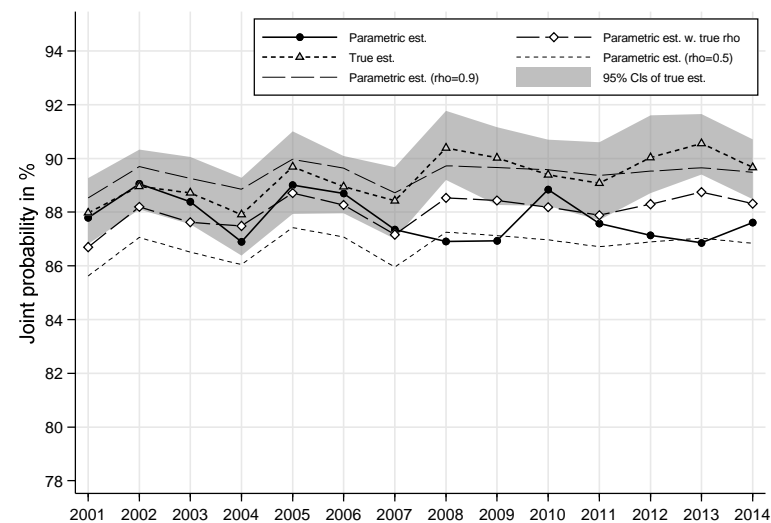 Parametric est.
Parametric est. w. true rho
True est.
Parametric est. (rho=0.5)
Parametric est. (rho=0.9)
95% CIs of true est.
Joint probability in %
94
92
90
88
86
84
82
80
78
2001 2002 2003 2004 2005 2006 2007 2008 2009 2010 2011 2012 2013 2014